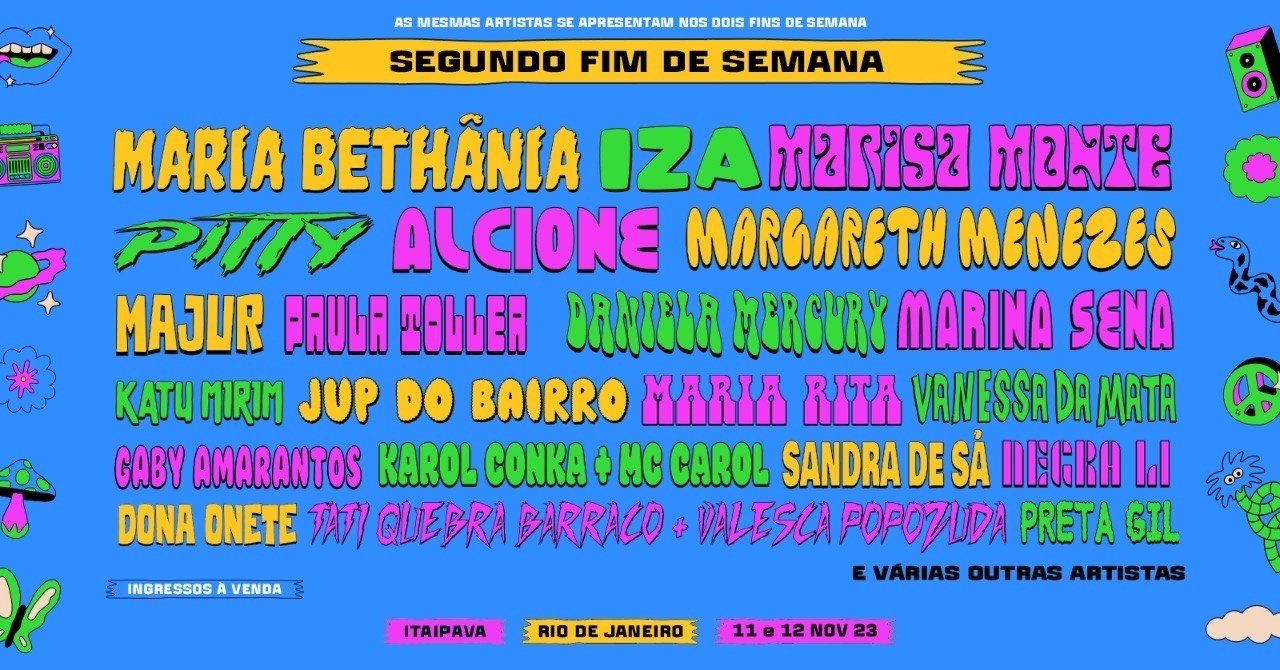 AS MESMAS ARTISTAS SE APRESENTAM NOS DOIS FINS DE SEMANA
SEGUNDO FIM DE SEMANA
MARIA BETHÂNIA IZA MARISA MONTE
PITTY ALCIONE MARGARETH MENEZES
MAJUR PAULA TOLLER DANIELA MERCURY MARINA SENA
KATU MIRIM JUP DO BAIRRO MARIA RITA VANESSA DA MATA
GABY AMARANTOS KAROL CONKA + MC CAROL SANDRA DE SÁ NEGRA LI
DONA ONETE TATI QUEBRA BARRACO + VALESCA POPOZUDA PRETA GIL
E VÁRIAS OUTRAS ARTISTAS
INGRESSOS À VENDA
ITAIPAVA RIO DE JANEIRO 11 e 12 NOV 23